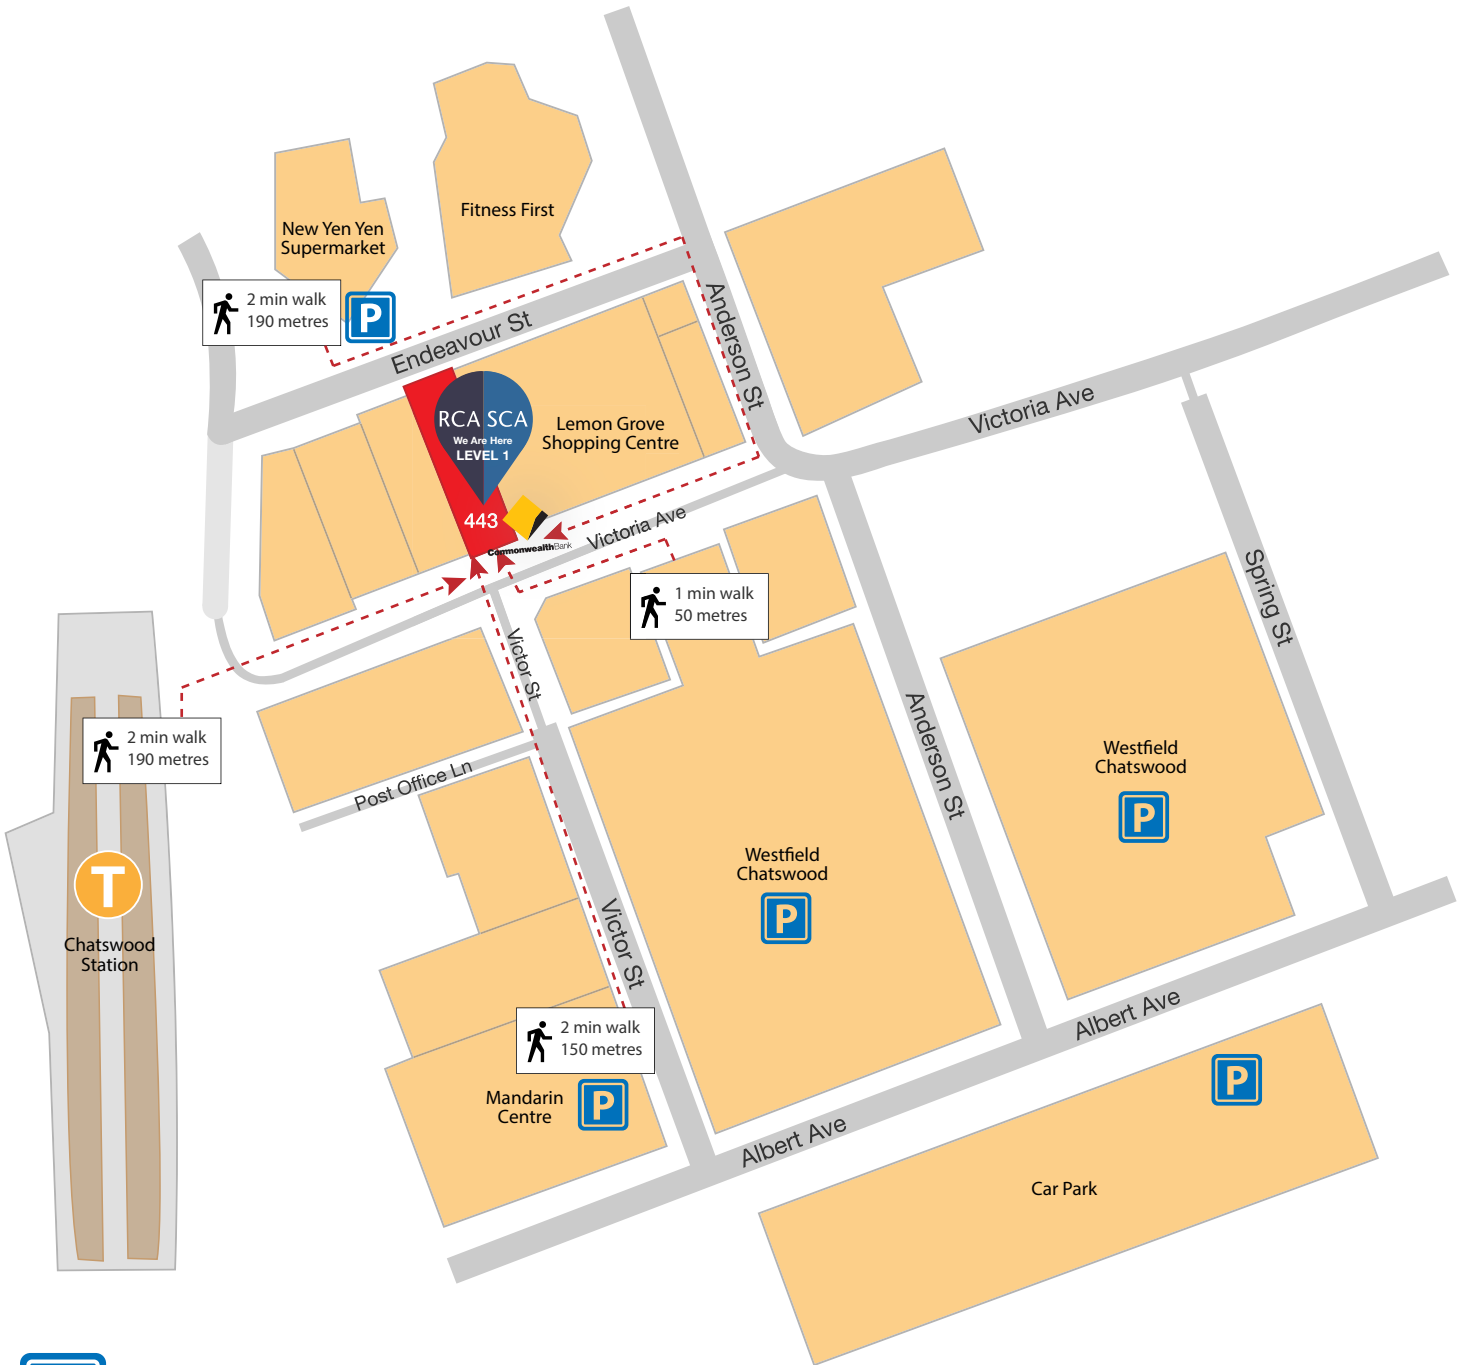 Fitness First
New Yen Yen
Supermarket
2 min walk
190 metres
P
Endeavour St
Anderson St
RCA SCA
We Are Here
LEVEL 1
Lemon Grove
Shopping Centre
Victoria Ave
443
CommonwealthBank
Victoria Ave
1 min walk
50 metres
Spring St
Victor St
2 min walk
190 metres
Post Office Ln
Anderson St
Westfield
Chatswood
P
Westfield
Chatswood
P
T
Chatswood
Station
Victor St
2 min walk
150 metres
Albert Ave
Mandarin
Centre
P
P
Albert Ave
Car Park